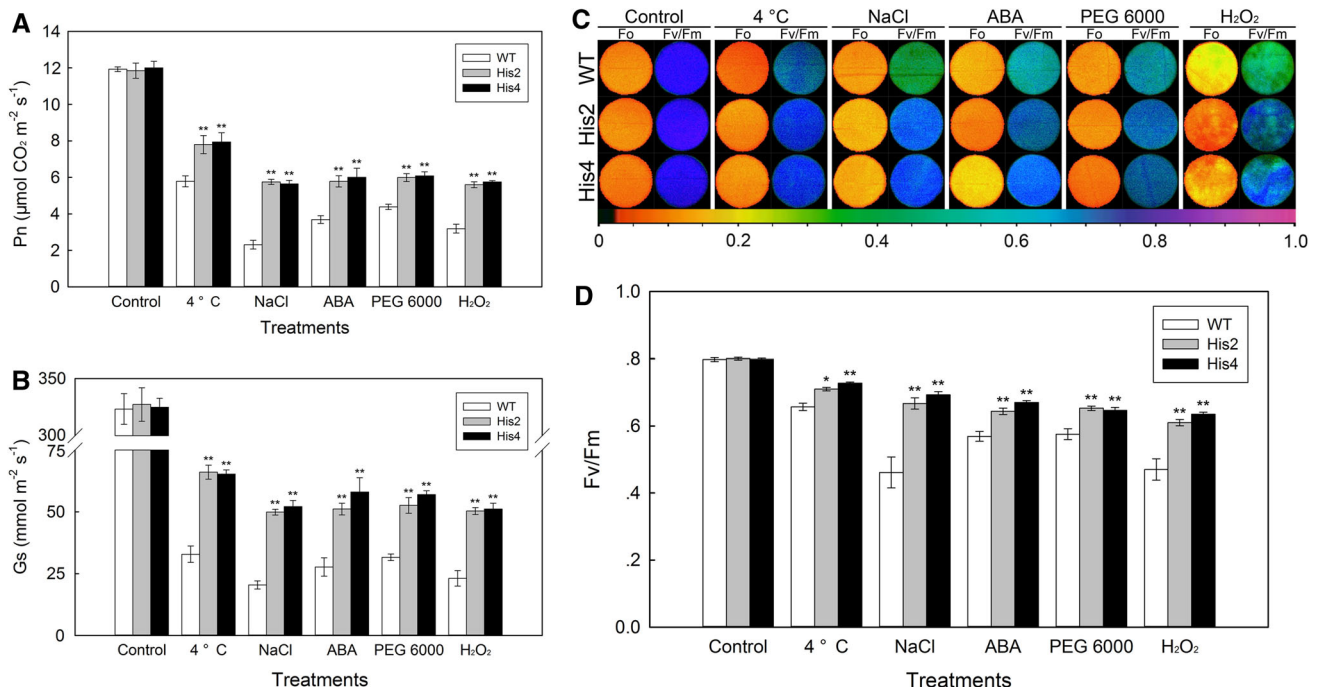 A
14
12
10
8
6
4
2
0
Pn (μmol CO₂ m⁻² s⁻¹)
WT
His2
His4
** **
** **
** **
** **
** **
Control 4 ° C NaCl ABA PEG 6000 H₂O₂
Treatments
B
350
300
75
50
25
0
Gs (mmol m⁻² s⁻¹)
WT
His2
His4
** **
** **
** **
** **
** **
Control 4 ° C NaCl ABA PEG 6000 H₂O₂
Treatments
C
Control 4 °C NaCl ABA PEG 6000 H₂O₂
Fo Fv/Fm Fo Fv/Fm Fo Fv/Fm Fo Fv/Fm Fo Fv/Fm Fo Fv/Fm
WT
His2
His4
0 0.2 0.4 0.6 0.8 1.0
D
1.0
.8
.6
.4
.2
0.0
Fv/Fm
WT
His2
His4
* **
** **
** **
** **
** **
Control 4 ° C NaCl ABA PEG 6000 H₂O₂
Treatments